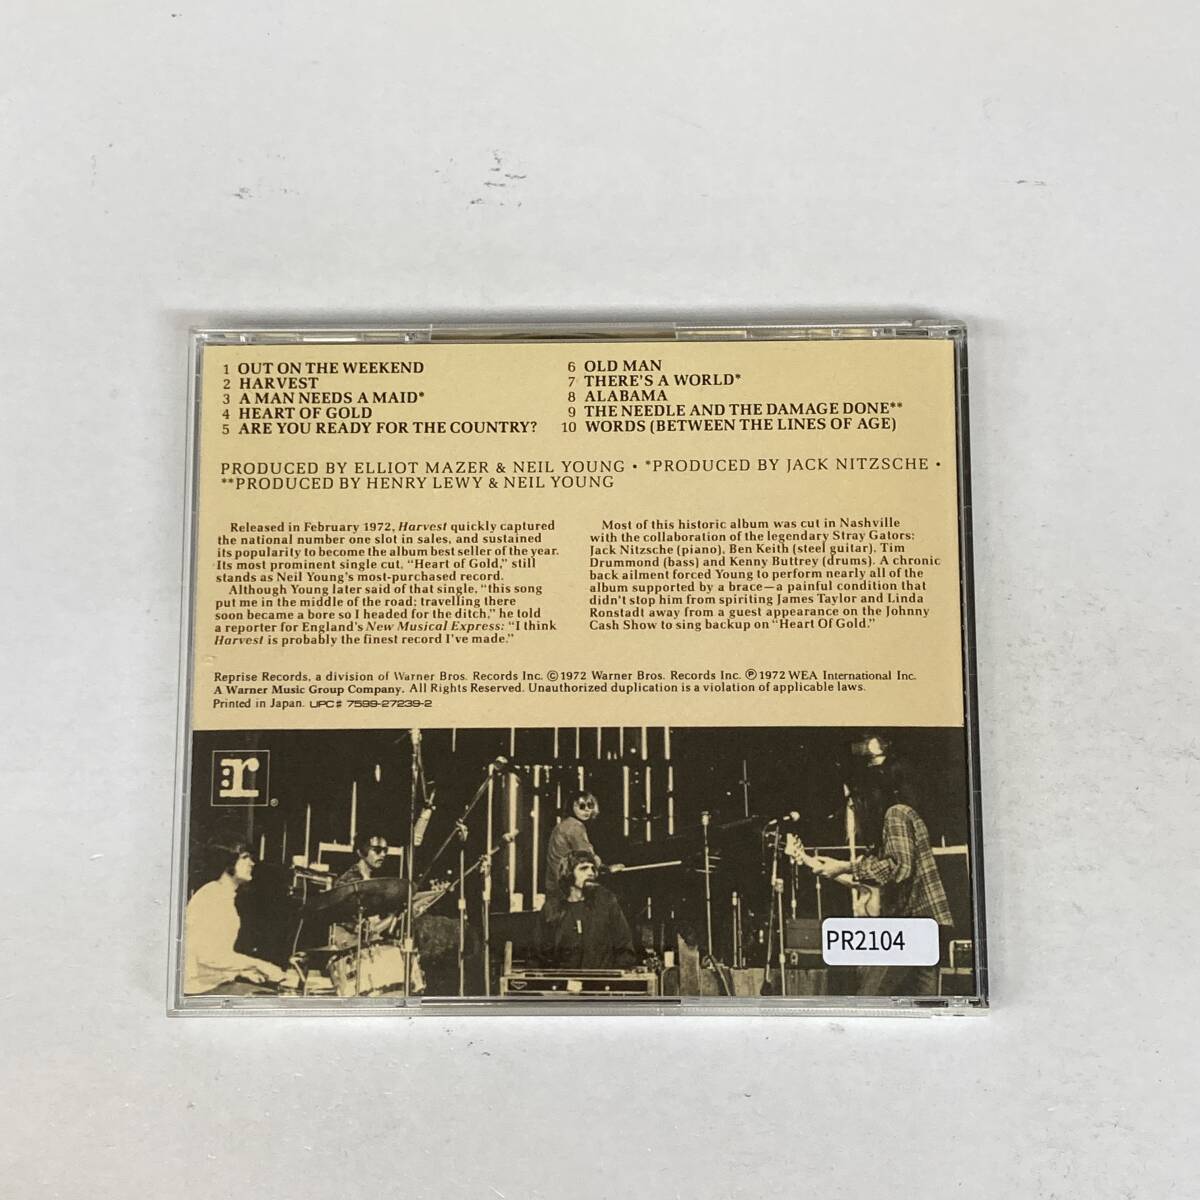 1 OUT ON THE WEEKEND
2 HARVEST
3 A MAN NEEDS A MAID*
4 HEART OF GOLD
5 ARE YOU READY FOR THE COUNTRY?
6 OLD MAN
7 THERE'S A WORLD*
8 ALABAMA
9 THE NEEDLE AND THE DAMAGE DONE**
10 WORDS (BETWEEN THE LINES OF AGE)
PRODUCED BY ELLIOT MAZER & NEIL YOUNG • *PRODUCED BY JACK NITZSCHE •
**PRODUCED BY HENRY LEWY & NEIL YOUNG
Released in February 1972, Harvest quickly captured
the national number one slot in sales, and sustained
its popularity to become the album best seller of the year.
Its most prominent single cut, "Heart of Gold," still
stands as Neil Young's most-purchased record.
Although Young later said of that single, "this song
put me in the middle of the road; travelling there
soon became a bore so I headed for the ditch," he told
a reporter for England's New Musical Express: "I think
Harvest is probably the finest record I've made."
Most of this historic album was cut in Nashville
with the collaboration of the legendary Stray Gators:
Jack Nitzsche (piano), Ben Keith (steel guitar), Tim
Drummond (bass) and Kenny Buttrey (drums). A chronic
back ailment forced Young to perform nearly all of the
album supported by a brace—a painful condition that
didn't stop him from spiriting James Taylor and Linda
Ronstadt away from a guest appearance on the Johnny
Cash Show to sing backup on "Heart Of Gold."
Reprise Records, a division of Warner Bros. Records Inc. ©1972 Warner Bros. Records Inc. ℗1972 WEA International Inc.
A Warner Music Group Company. All Rights Reserved. Unauthorized duplication is a violation of applicable laws.
Printed in Japan. UPC# 7599-27239-2
:r ®
PR2104